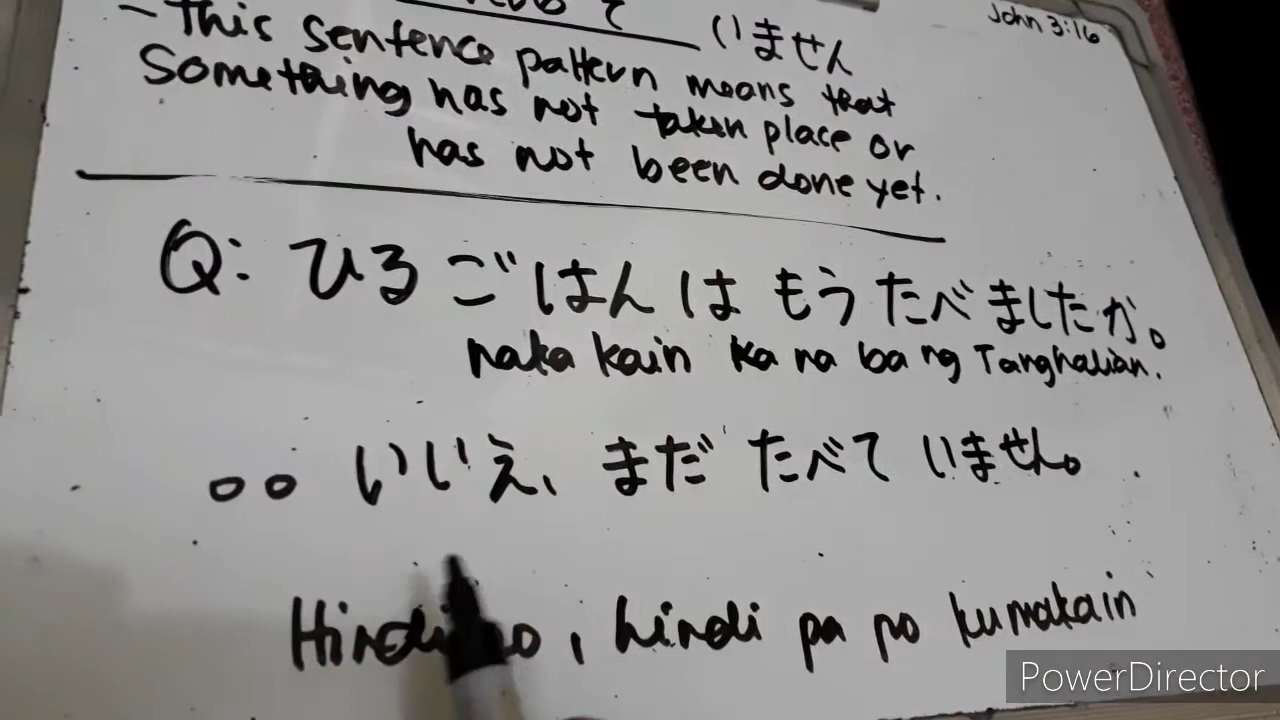 て いません
John 3:16
- This sentence pattern means that
Something has not taken place or
has not been done yet.
Q: ひる ごはん は もう たべましたか。
naka kain ka na ba ng Tanghalian.
いいえ、 まだ たべて いません。
Hindi po, hindi pa po kumakain
PowerDirector